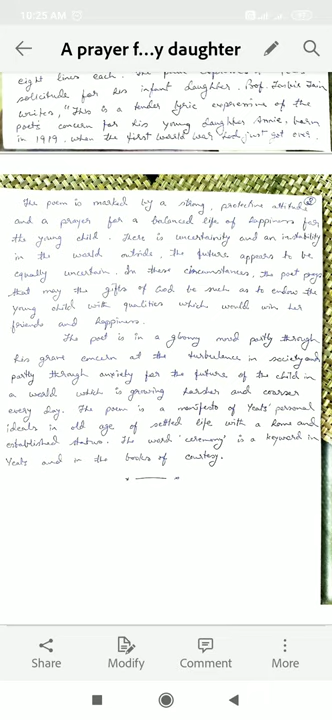 10:25 AM
A prayer f...y daughter
eight lines each. The poem
solicitude for his infant daughter. Prof.
writes, "This is a tender lyric expressive of the
poet's concern for his young daughter Annie, born
in 1919, when the first world war had just got over.
2
The poem is marked by a strong, protective attitude
and a prayer for a balanced life of happiness for
the young child. There is uncertainity and an instability
in the world outside, the future appears to be
equally uncertain. In these circumstances, the poet prays
that may the gifts of God be such as to endow the
young child with qualities which would win her
friends and happiness.
The poet is in a gloomy mood partly through
his grave concern at the turbulence in society and
partly through anxiety for the future of the child in
a world which is growing harsher and coarser
every day. The poem is a manifesto of Yeats' personal
ideals in old age of settled life with a home and
established status. The word 'ceremony' is a keyword in
Yeats and in the books of courtesy.
Share
Modify
Comment
More